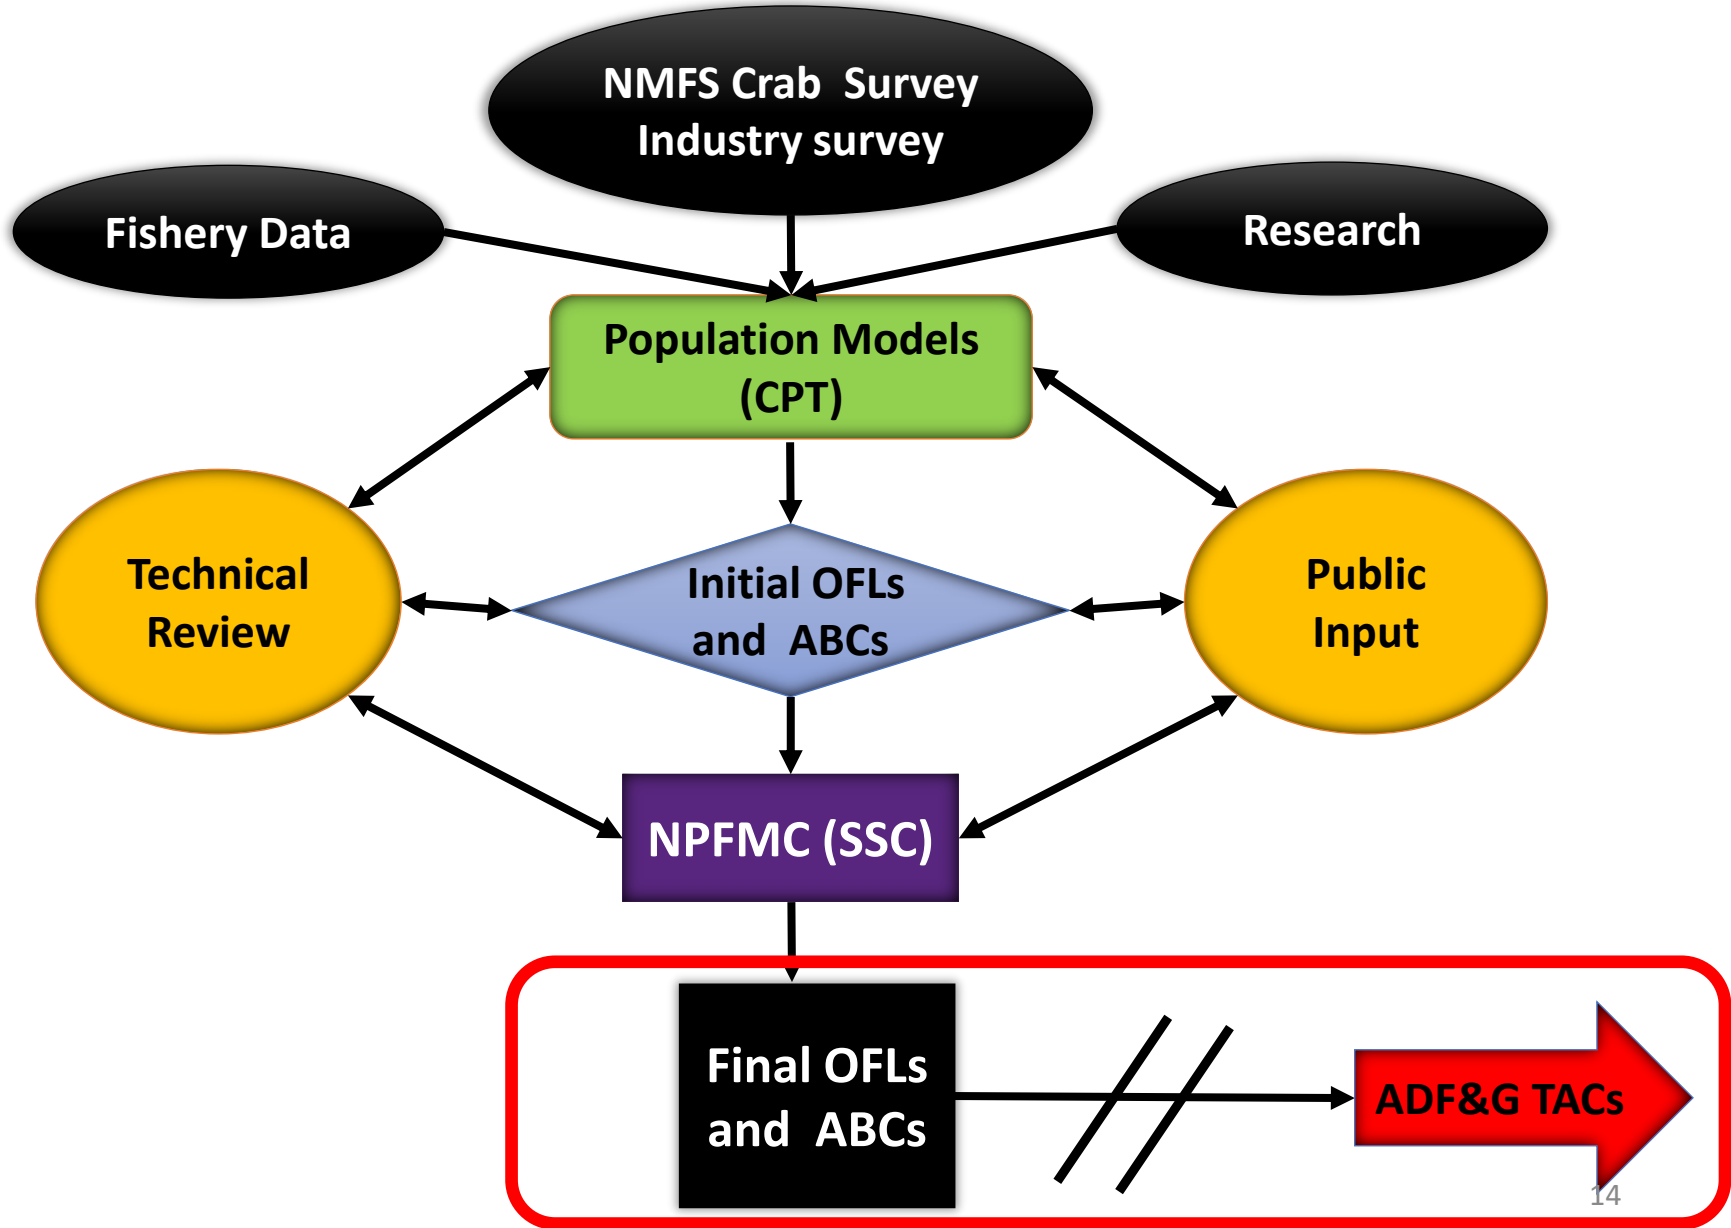 NMFS Crab  Survey
Industry survey
Fishery Data
Research
Population Models
(CPT)
Technical
Review
Initial OFLs
and  ABCs
Public
Input
NPFMC (SSC)
Final OFLs
and  ABCs
ADF&G TACs
14